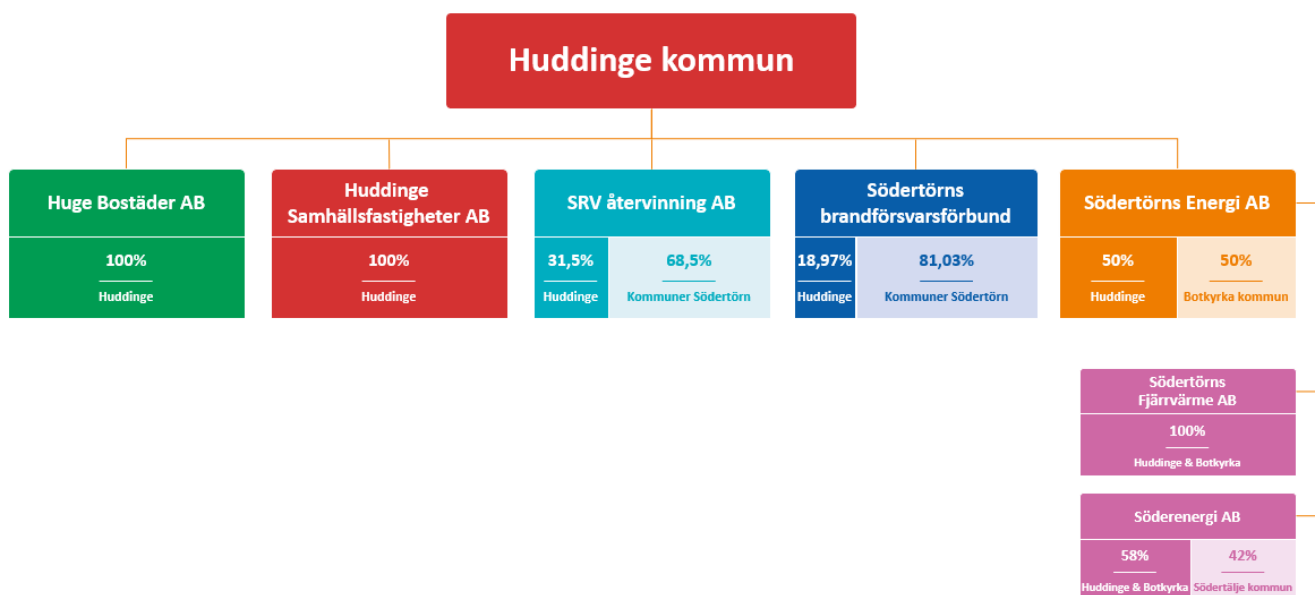 Huddinge kommun
Huge Bostäder AB
100%
Huddinge
Huddinge
Samhällsfastigheter AB
100%
Huddinge
SRV återvinning AB
31,5%
Huddinge
68,5%
Kommuner Södertörn
Södertörns
brandförsvarsförbund
18,97%
Huddinge
81,03%
Kommuner Södertörn
Södertörns Energi AB
50%
Huddinge
50%
Botkyrka kommun
Södertörns
Fjärrvärme AB
100%
Huddinge & Botkyrka
Söderenergi AB
58%
Huddinge & Botkyrka
42%
Södertälje kommun